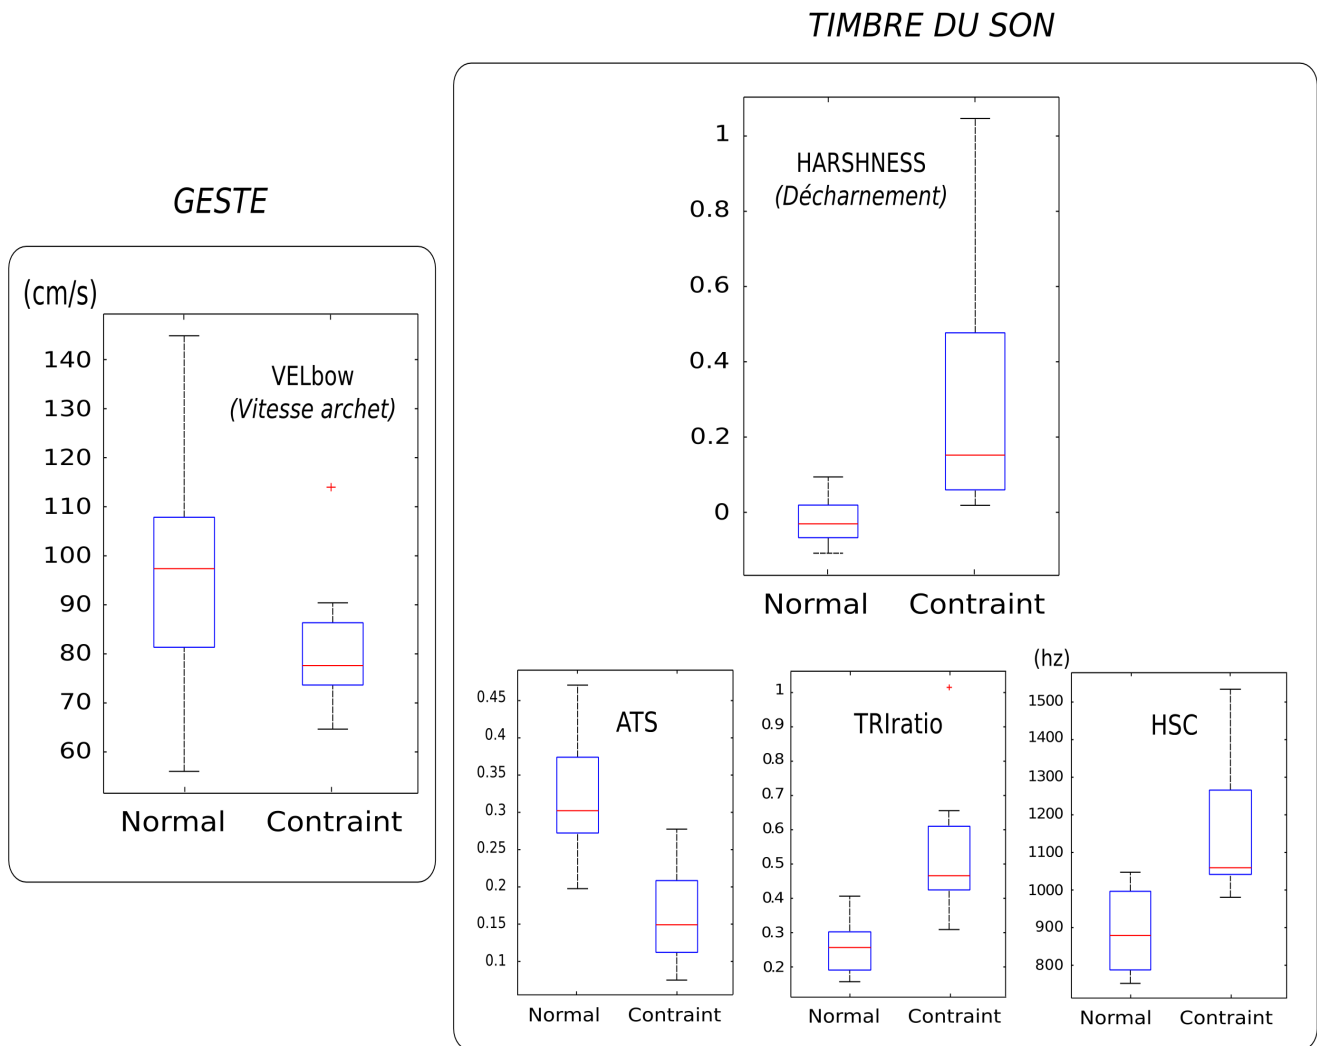 TIMBRE DU SON
GESTE
(cm/s)
140
130
120
110
100
90
80
70
60
VELbow
(Vitesse archet)
Normal Contraint
1
0.8
0.6
0.4
0.2
0
HARSHNESS
(Décharnement)
Normal Contraint
0.45
0.4
0.35
0.3
0.25
0.2
0.15
0.1
ATS
Normal Contraint
1
0.9
0.8
0.7
0.6
0.5
0.4
0.3
0.2
TRIratio
Normal Contraint
(hz)
1500
1400
1300
1200
1100
1000
900
800
HSC
Normal Contraint